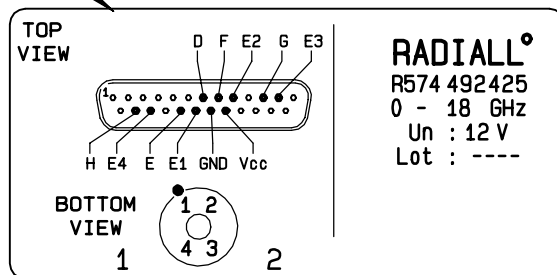 TOP
VIEW
D F E2 G E3
1
H E4 E E1 GND Vcc
BOTTOM
VIEW
1 2
4 3
1 2
RADIALL°
R574 492425
0 - 18 GHz
Un : 12 V
Lot : ----